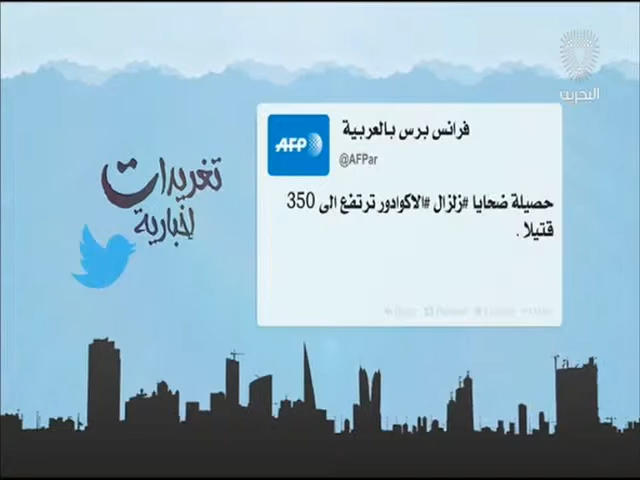 البحرين
فرانس برس بالعربية
AFP
@AFPar
تغريدات
إخبارية
حصيلة ضحايا #زلزال #الاكوادور ترتفع الى 350
قتيلا .